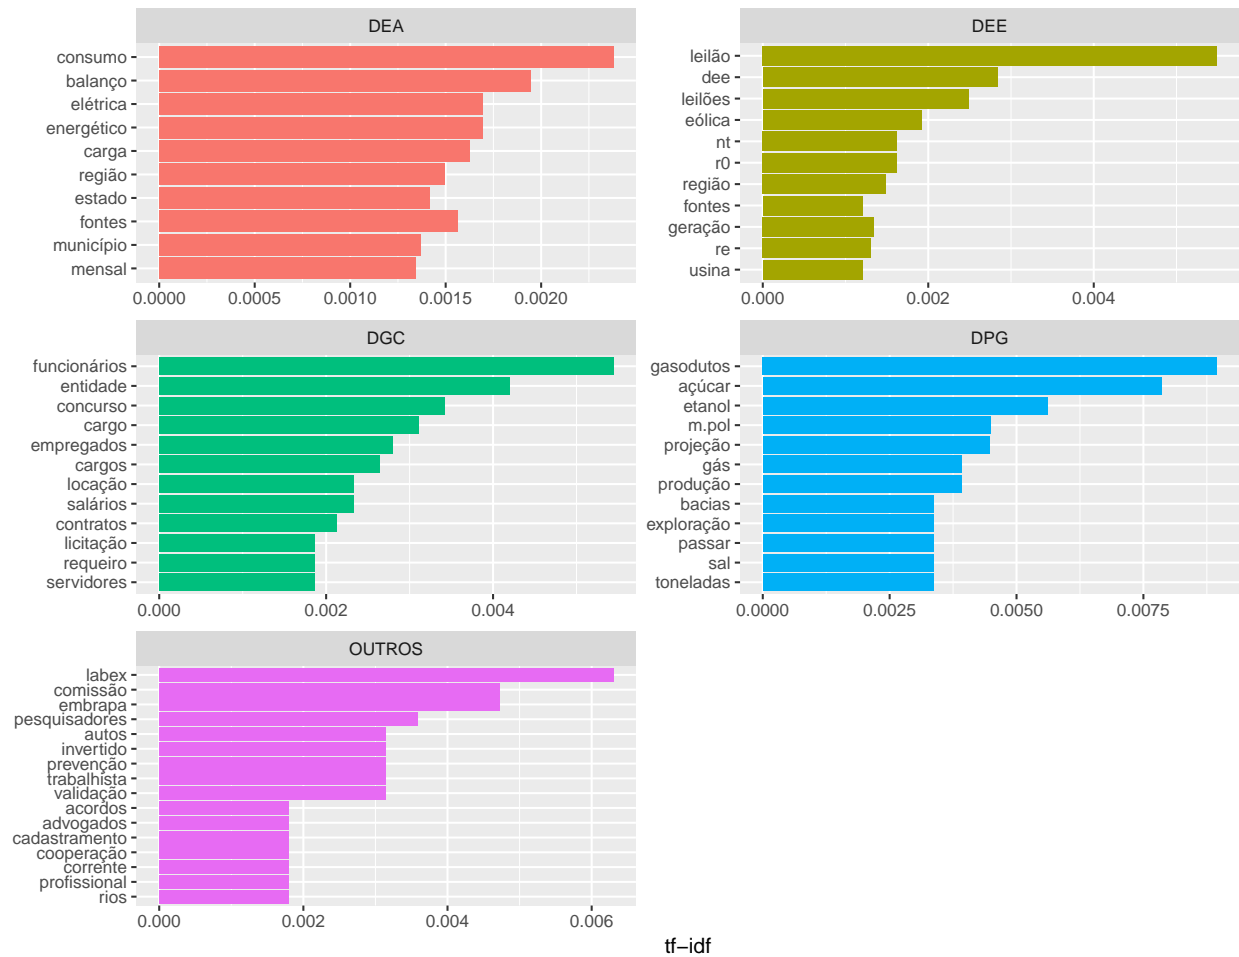 DEA
consumo
balanço
elétrica
energético
carga
região
estado
fontes
município
mensal
0.0000 0.0005 0.0010 0.0015 0.0020
DEE
leilão
dee
leilões
eólica
nt
r0
região
fontes
geração
re
usina
0.000 0.002 0.004
DGC
funcionários
entidade
concurso
cargo
empregados
cargos
locação
salários
contratos
licitação
requeiro
servidores
0.000 0.002 0.004
DPG
gasodutos
açúcar
etanol
m.pol
projeção
gás
produção
bacias
exploração
passar
sal
toneladas
0.0000 0.0025 0.0050 0.0075
OUTROS
labex
comissão
embrapa
pesquisadores
autos
invertido
prevenção
trabalhista
validação
acordos
advogados
cadastramento
cooperação
corrente
profissional
rios
0.000 0.002 0.004 0.006
tf−idf